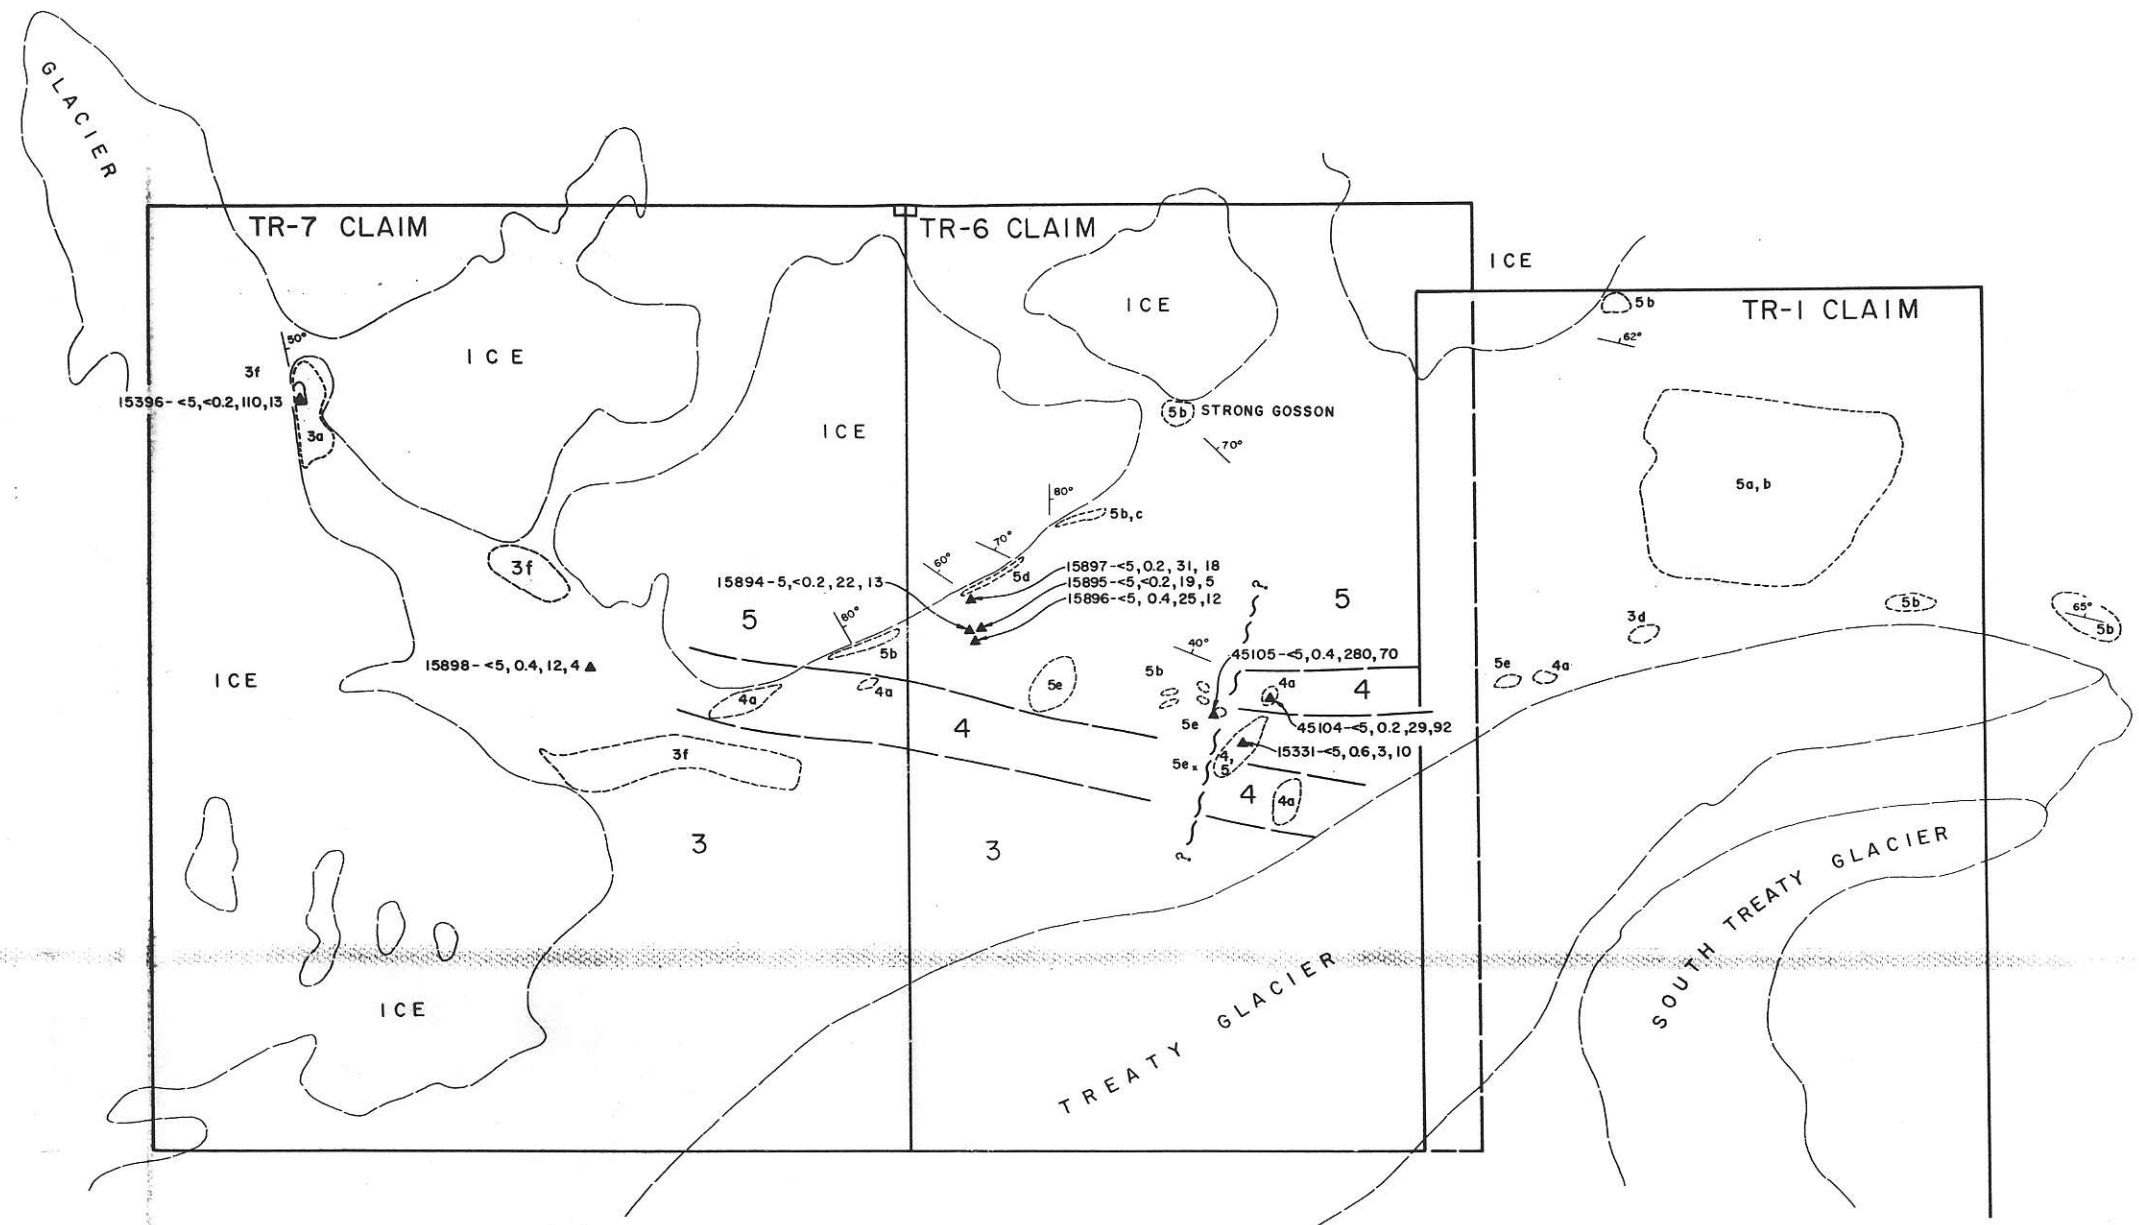 GLACIER
TR-7 CLAIM
TR-6 CLAIM
ICE
TR-1 CLAIM
5b
62°
ICE
ICE
50°
3f
15396-<5,<0.2,110,13
3a
ICE
5b STRONG GOSSON
70°
5a,b
80°
5b,c
70°
60°
5d
3f
15894-5,<0.2,22,13
15897-<5,0.2,31,18
15895-<5,<0.2,19,5
15896-<5,0.4,25,12
?
5
5
80°
5b
3d
5b
65°
5b
40°
45105-<5,0.4,280,70
15898-<5,0.4,12,4
ICE
5b
4a
4a
5e
4a
4
5e
4a
5e
4
45104-<5,0.2,29,92
3f
15331-<5,0.6,3,10
5e x
4,
5
4
4a
3
3
?
SOUTH TREATY GLACIER
TREATY GLACIER
ICE